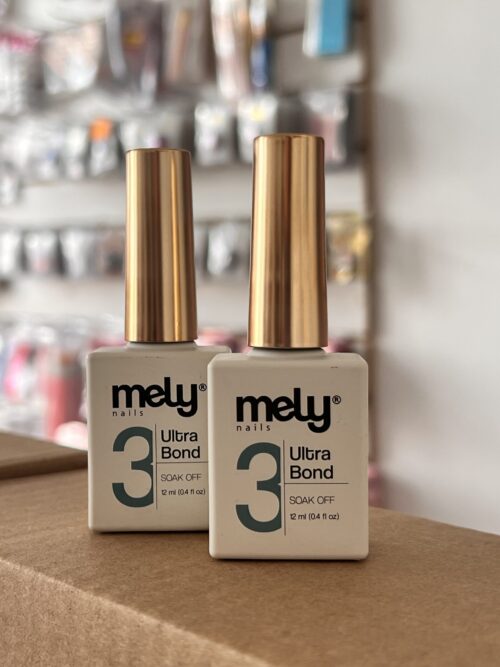 mely®
nails
3
Ultra
Bond
SOAK OFF
12 ml (0.4 fl oz)
mely®
nails
3
Ultra
Bond
SOAK OFF
12 ml (0.4 fl oz)